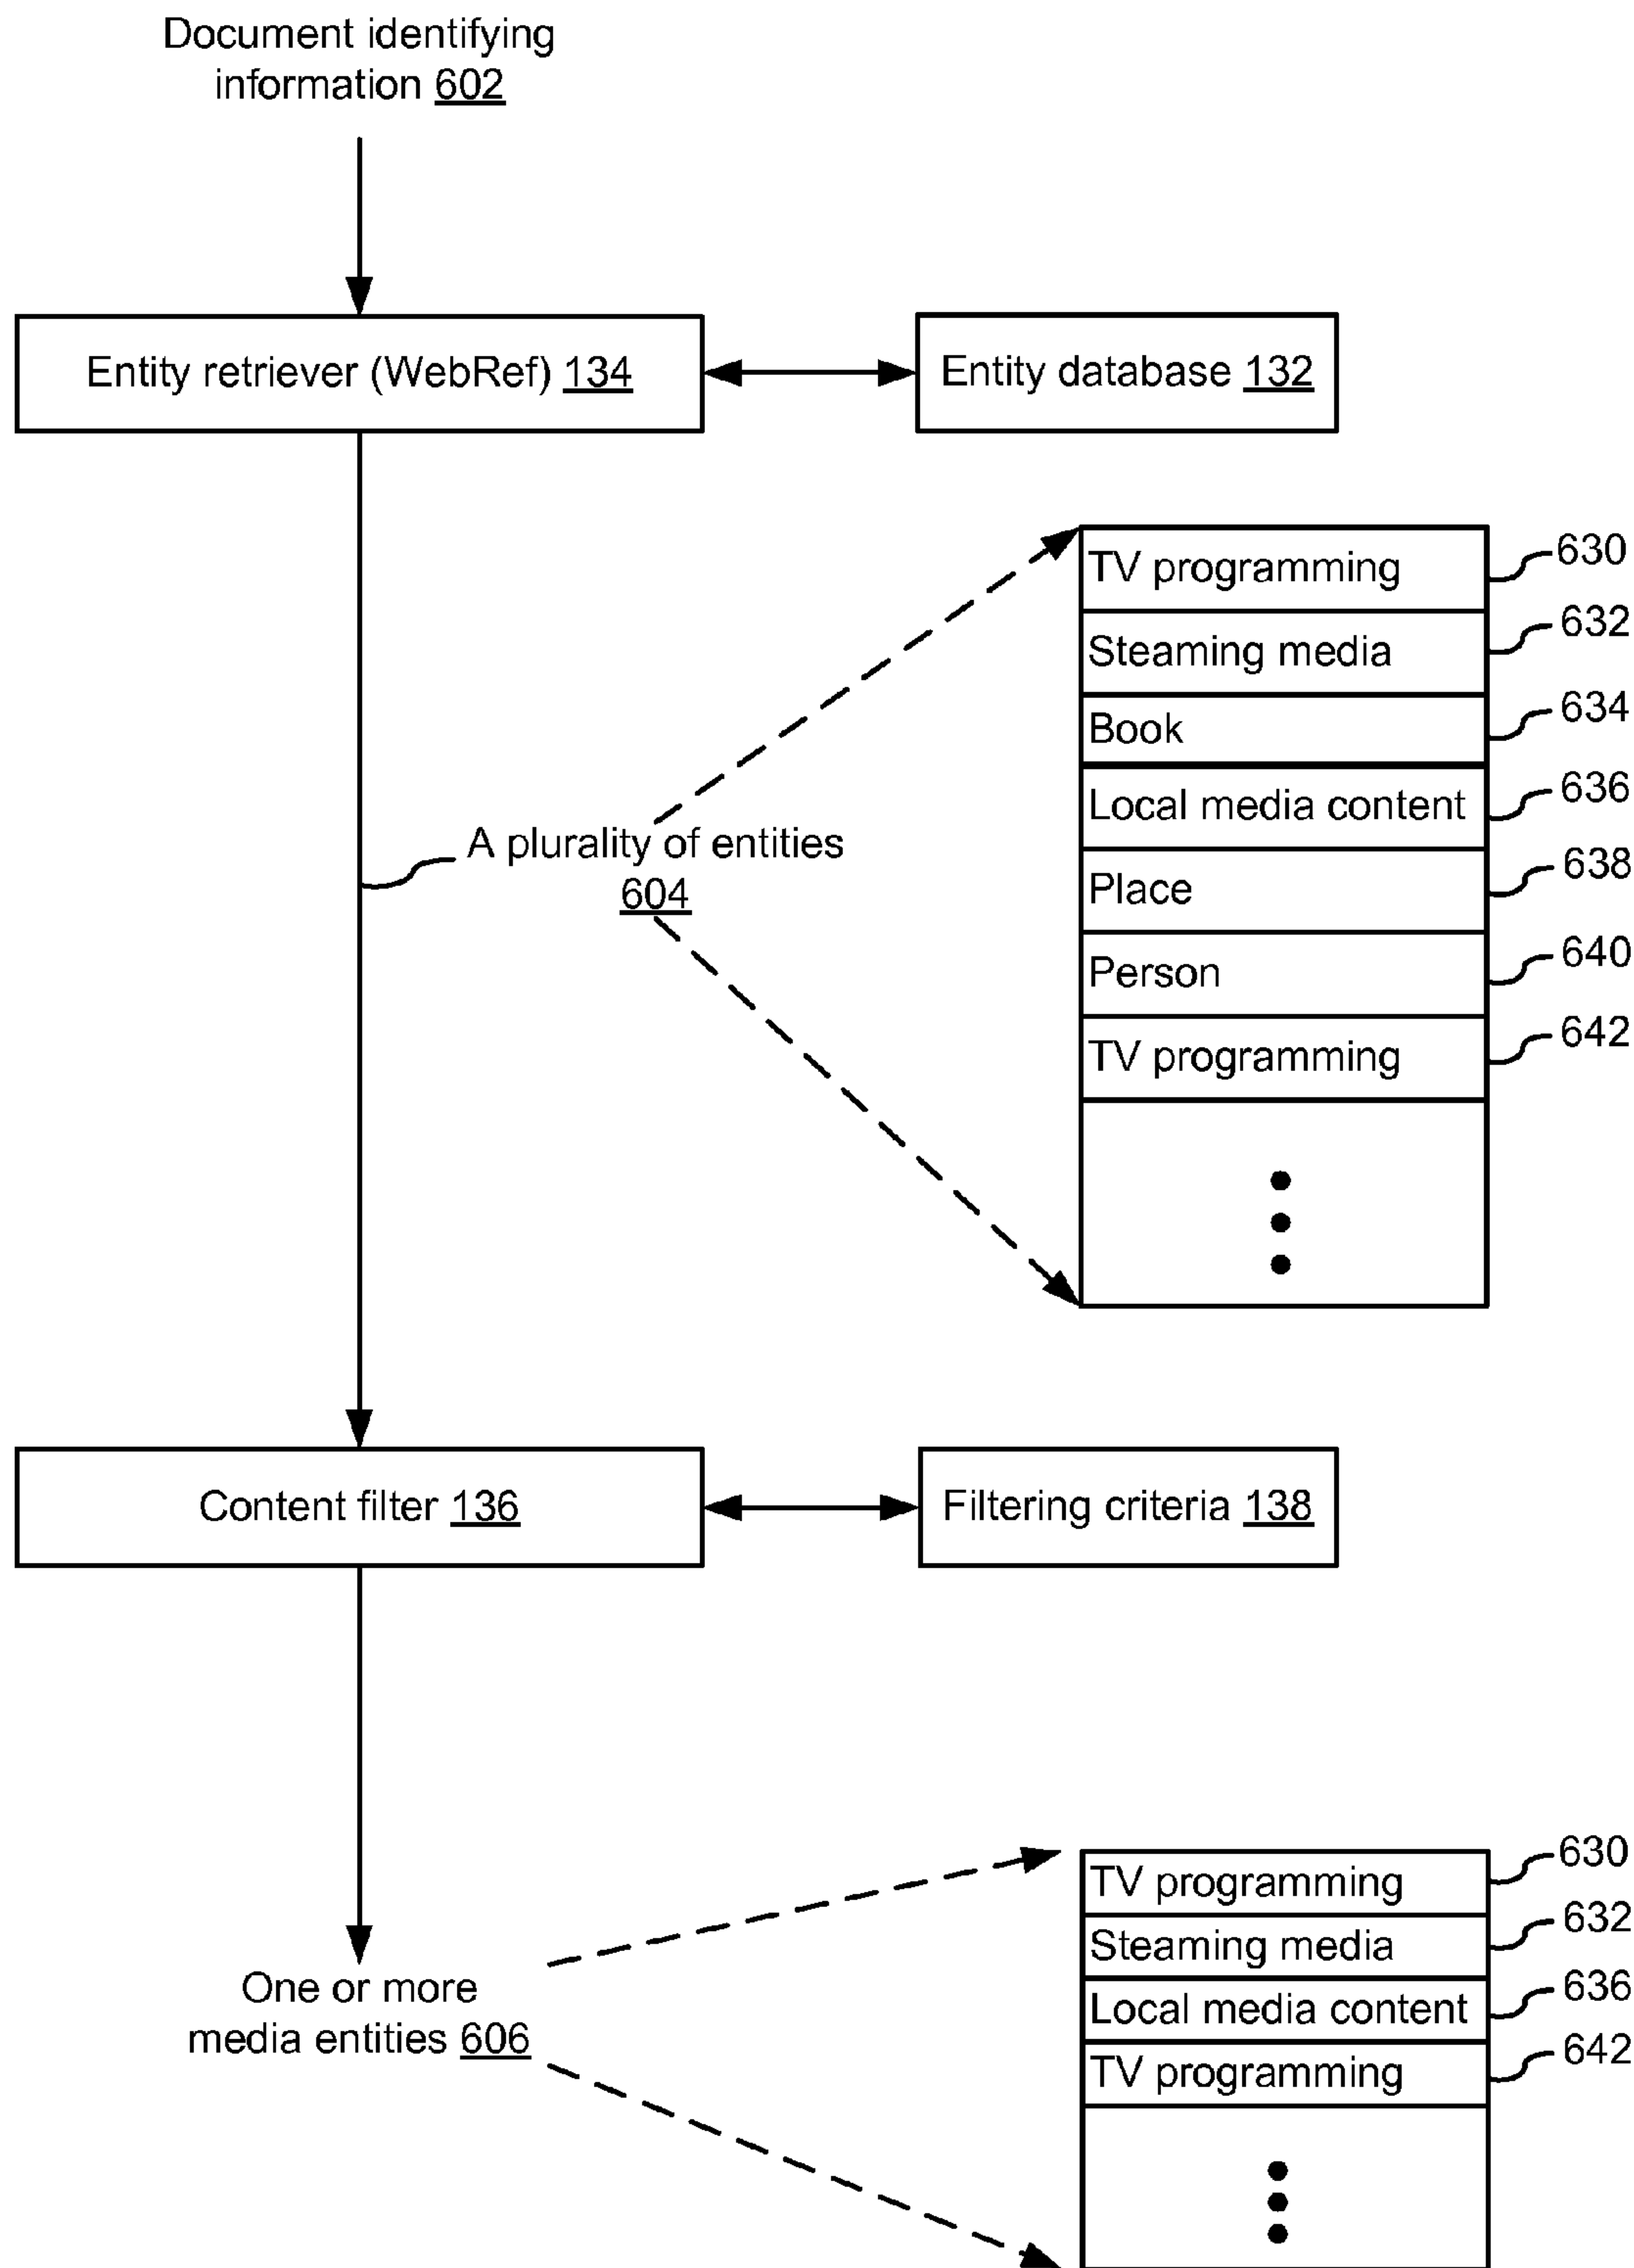 Document identifying
information 602
Entity retriever (WebRef) 134
Entity database 132
TV programming
630
Steaming media
632
Book
634
Local media content
636
A plurality of entities
604
Place
638
Person
640
TV programming
642
Content filter 136
Filtering criteria 138
One or more
media entities 606
TV programming
630
Steaming media
632
Local media content
636
TV programming
642